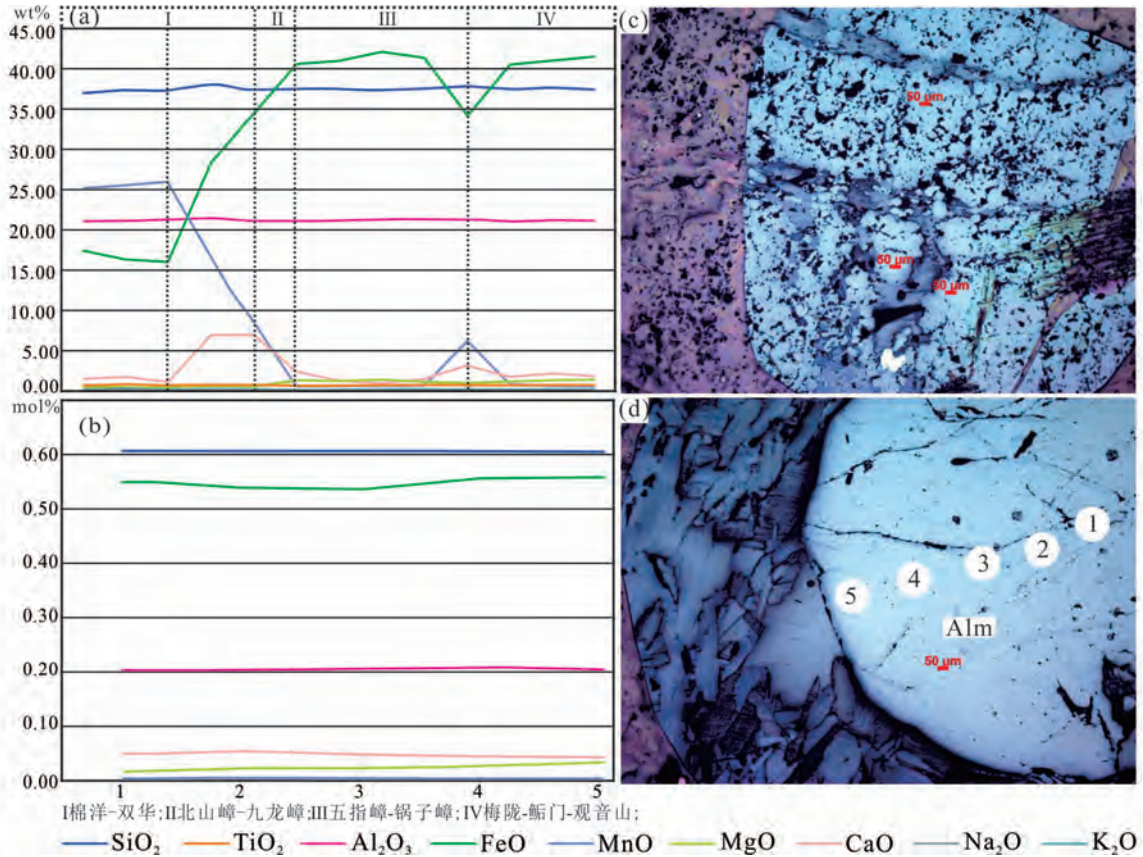 (a)
wt%
I II III IV
45.00
40.00
35.00
30.00
25.00
20.00
15.00
10.00
5.00
0.00
(b)
mol%
0.60
0.50
0.40
0.30
0.20
0.10
0.00
1 2 3 4 5
(c)
50 μm
50 μm
50 μm
(d)
1
2
3
4
5
Alm
50 μm
I棉洋-双华;II北山嶂-九龙嶂;III五指嶂-锅子嶂;IV梅陇-鲘门-观音山;
SiO₂ TiO₂ Al₂O₃ FeO MnO MgO CaO Na₂O K₂O